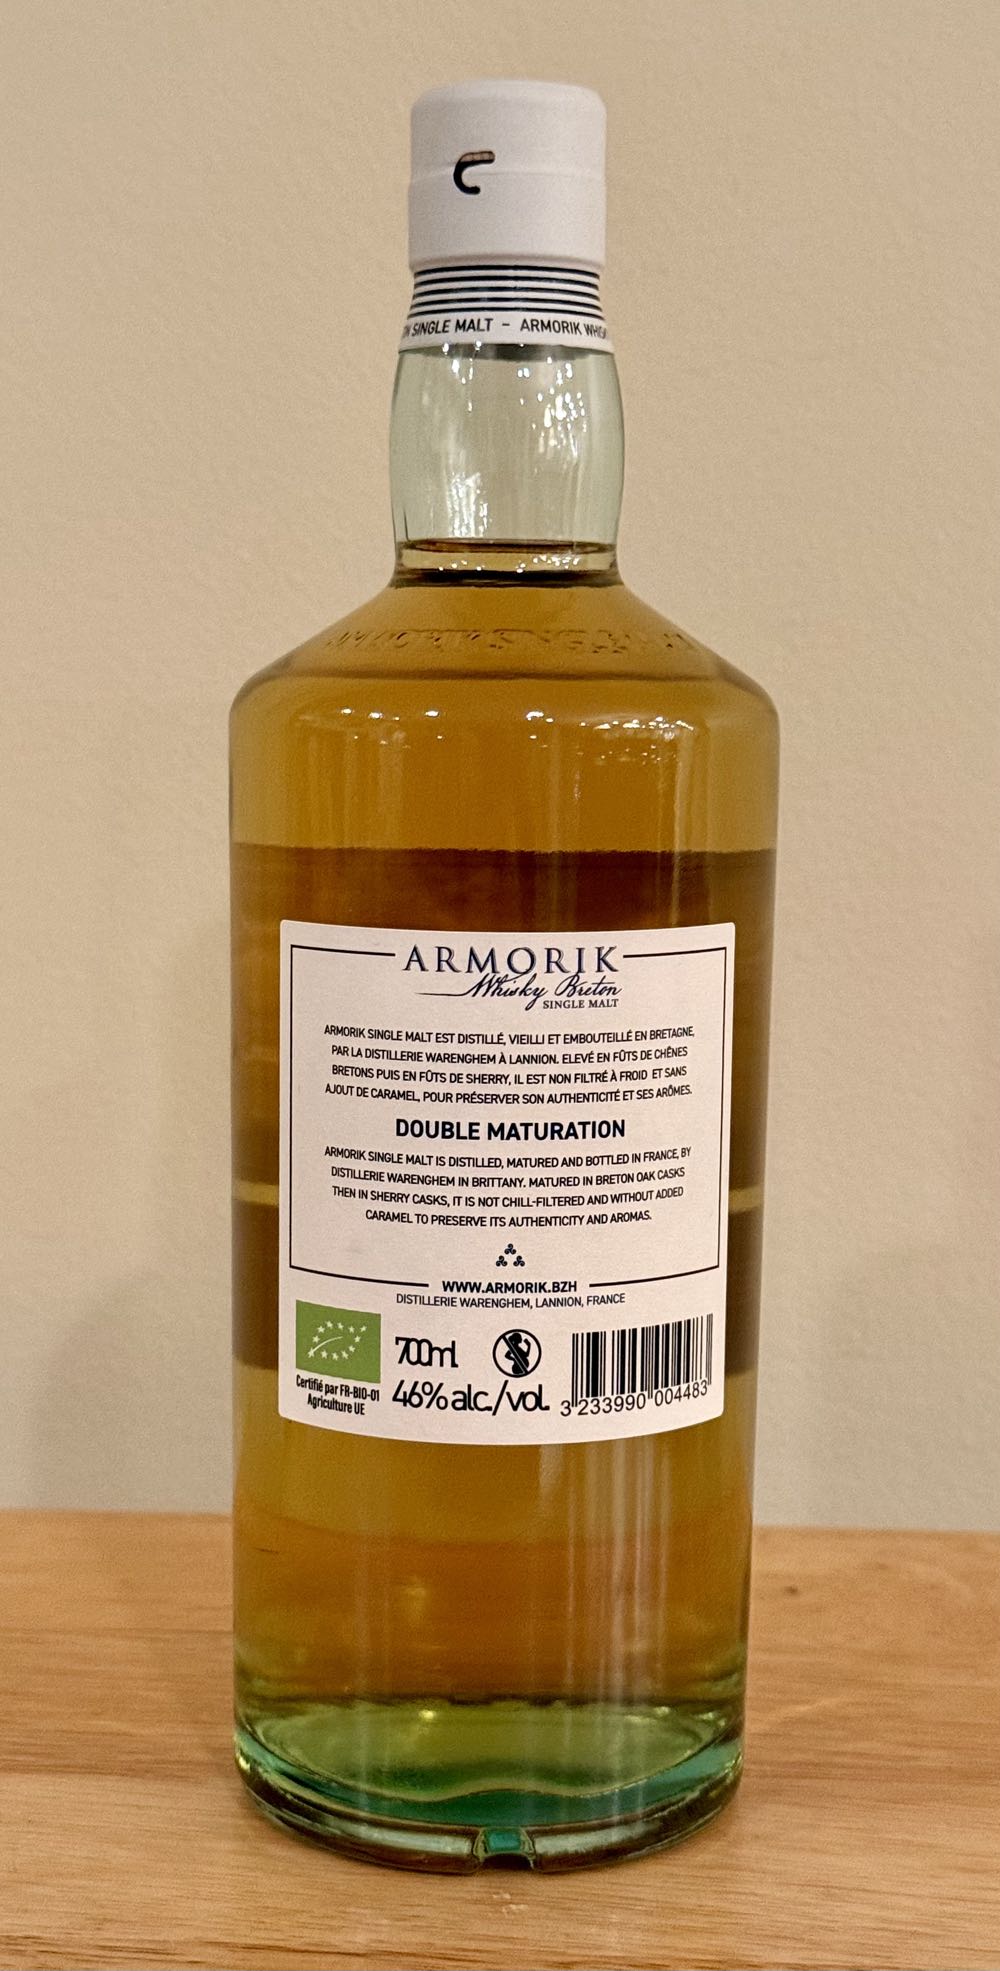 SINGLE MALT - ARMORIK
ARMORIK
Whisky Breton
SINGLE MALT
ARMORIK SINGLE MALT EST DISTILLÉ, VIEILLI ET EMBOUTEILLÉ EN BRETAGNE,
PAR LA DISTILLERIE WARENGHEM À LANNION. ELEVÉ EN FÛTS DE CHÊNES
BRETONS PUIS EN FÛTS DE SHERRY, IL EST NON FILTRÉ À FROID ET SANS
AJOUT DE CARAMEL, POUR PRÉSERVER SON AUTHENTICITÉ ET SES ARÔMES.
DOUBLE MATURATION
ARMORIK SINGLE MALT IS DISTILLED, MATURED AND BOTTLED IN FRANCE, BY
DISTILLERIE WARENGHEM IN BRITTANY. MATURED IN BRETON OAK CASKS
THEN IN SHERRY CASKS, IT IS NOT CHILL-FILTERED AND WITHOUT ADDED
CARAMEL TO PRESERVE ITS AUTHENTICITY AND AROMAS.
WWW.ARMORIK.BZH
DISTILLERIE WARENGHEM, LANNION, FRANCE
Certifié par FR-BIO-01
Agriculture UE
700ml
46% alc./vol.
3 233990 004483